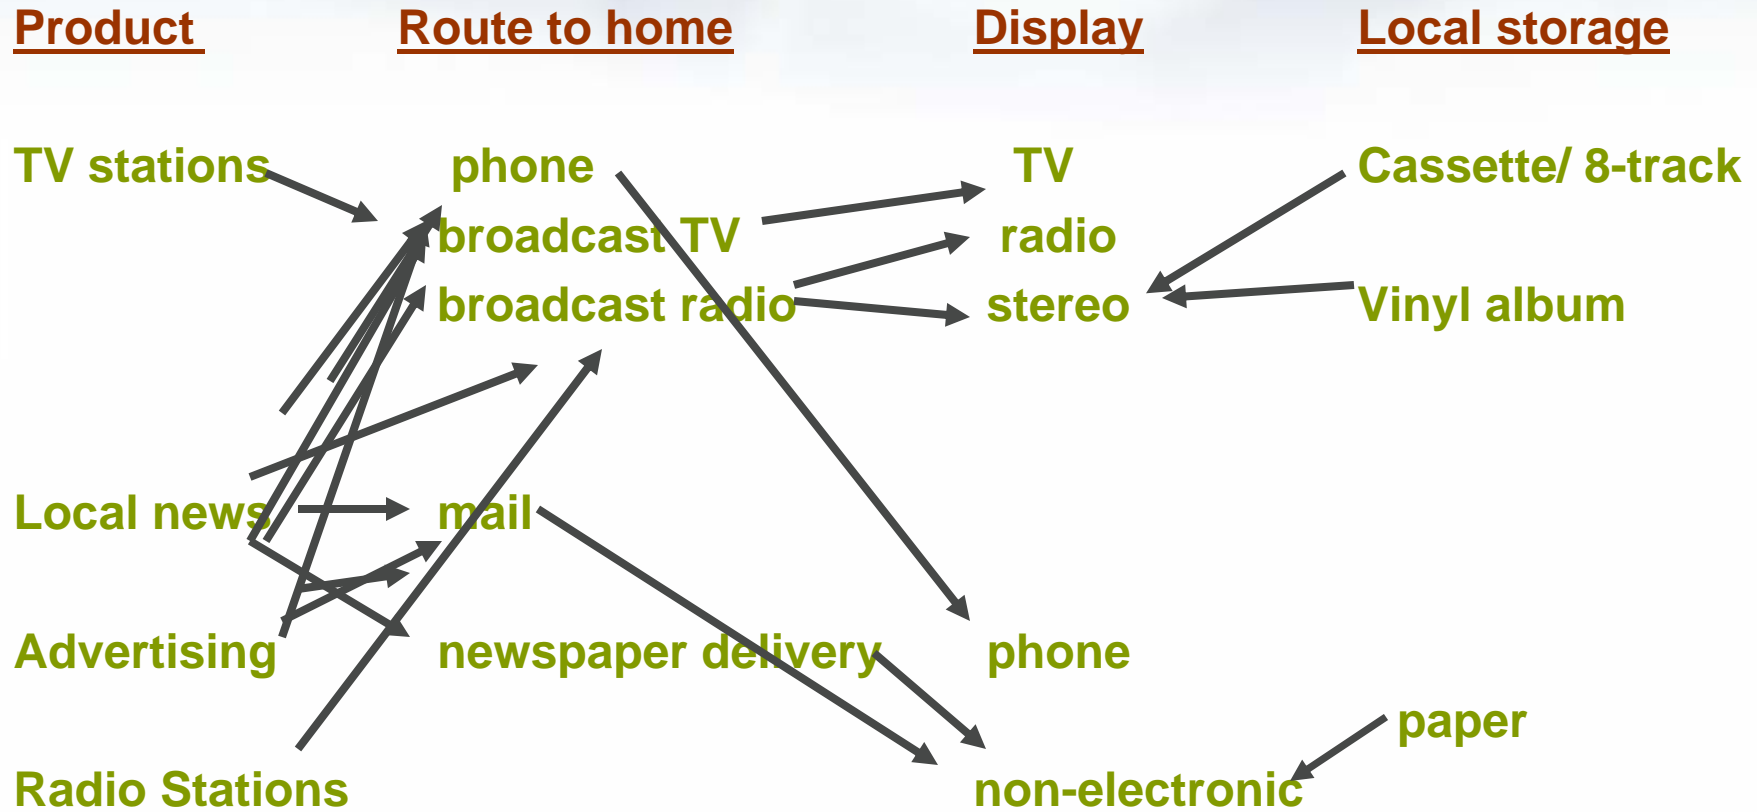 Product Route to home Display Local storage
TV stations phone TV Cassette/ 8-track
broadcast TV radio
broadcast radio stereo Vinyl album
Local news mail
Advertising newspaper delivery phone
paper
Radio Stations non-electronic